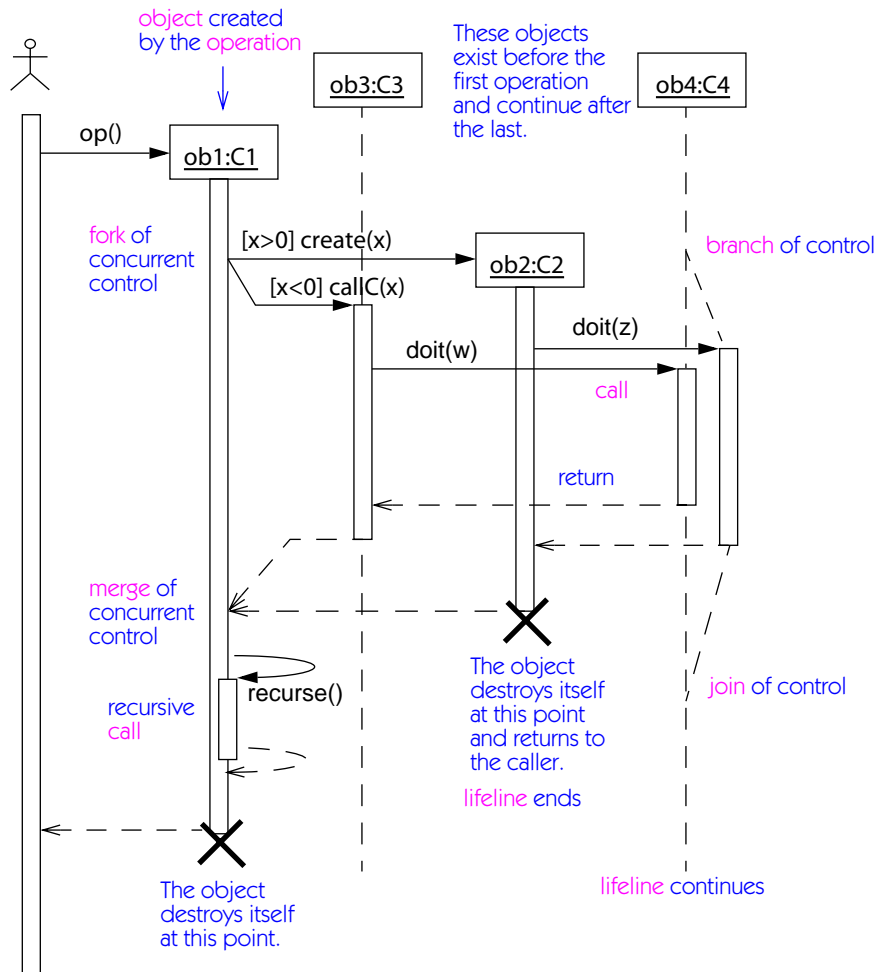 object created
by the operation
These objects
exist before the
first operation
and continue after
the last.
ob3:C3
ob4:C4
op()
ob1:C1
fork of
concurrent
control
[x>0] create(x)
ob2:C2
branch of control
[x<0] callC(x)
doit(z)
doit(w)
call
return
merge of
concurrent
control
recurse()
recursive
call
The object
destroys itself
at this point
and returns to
the caller.
join of control
lifeline ends
The object
destroys itself
at this point.
lifeline continues